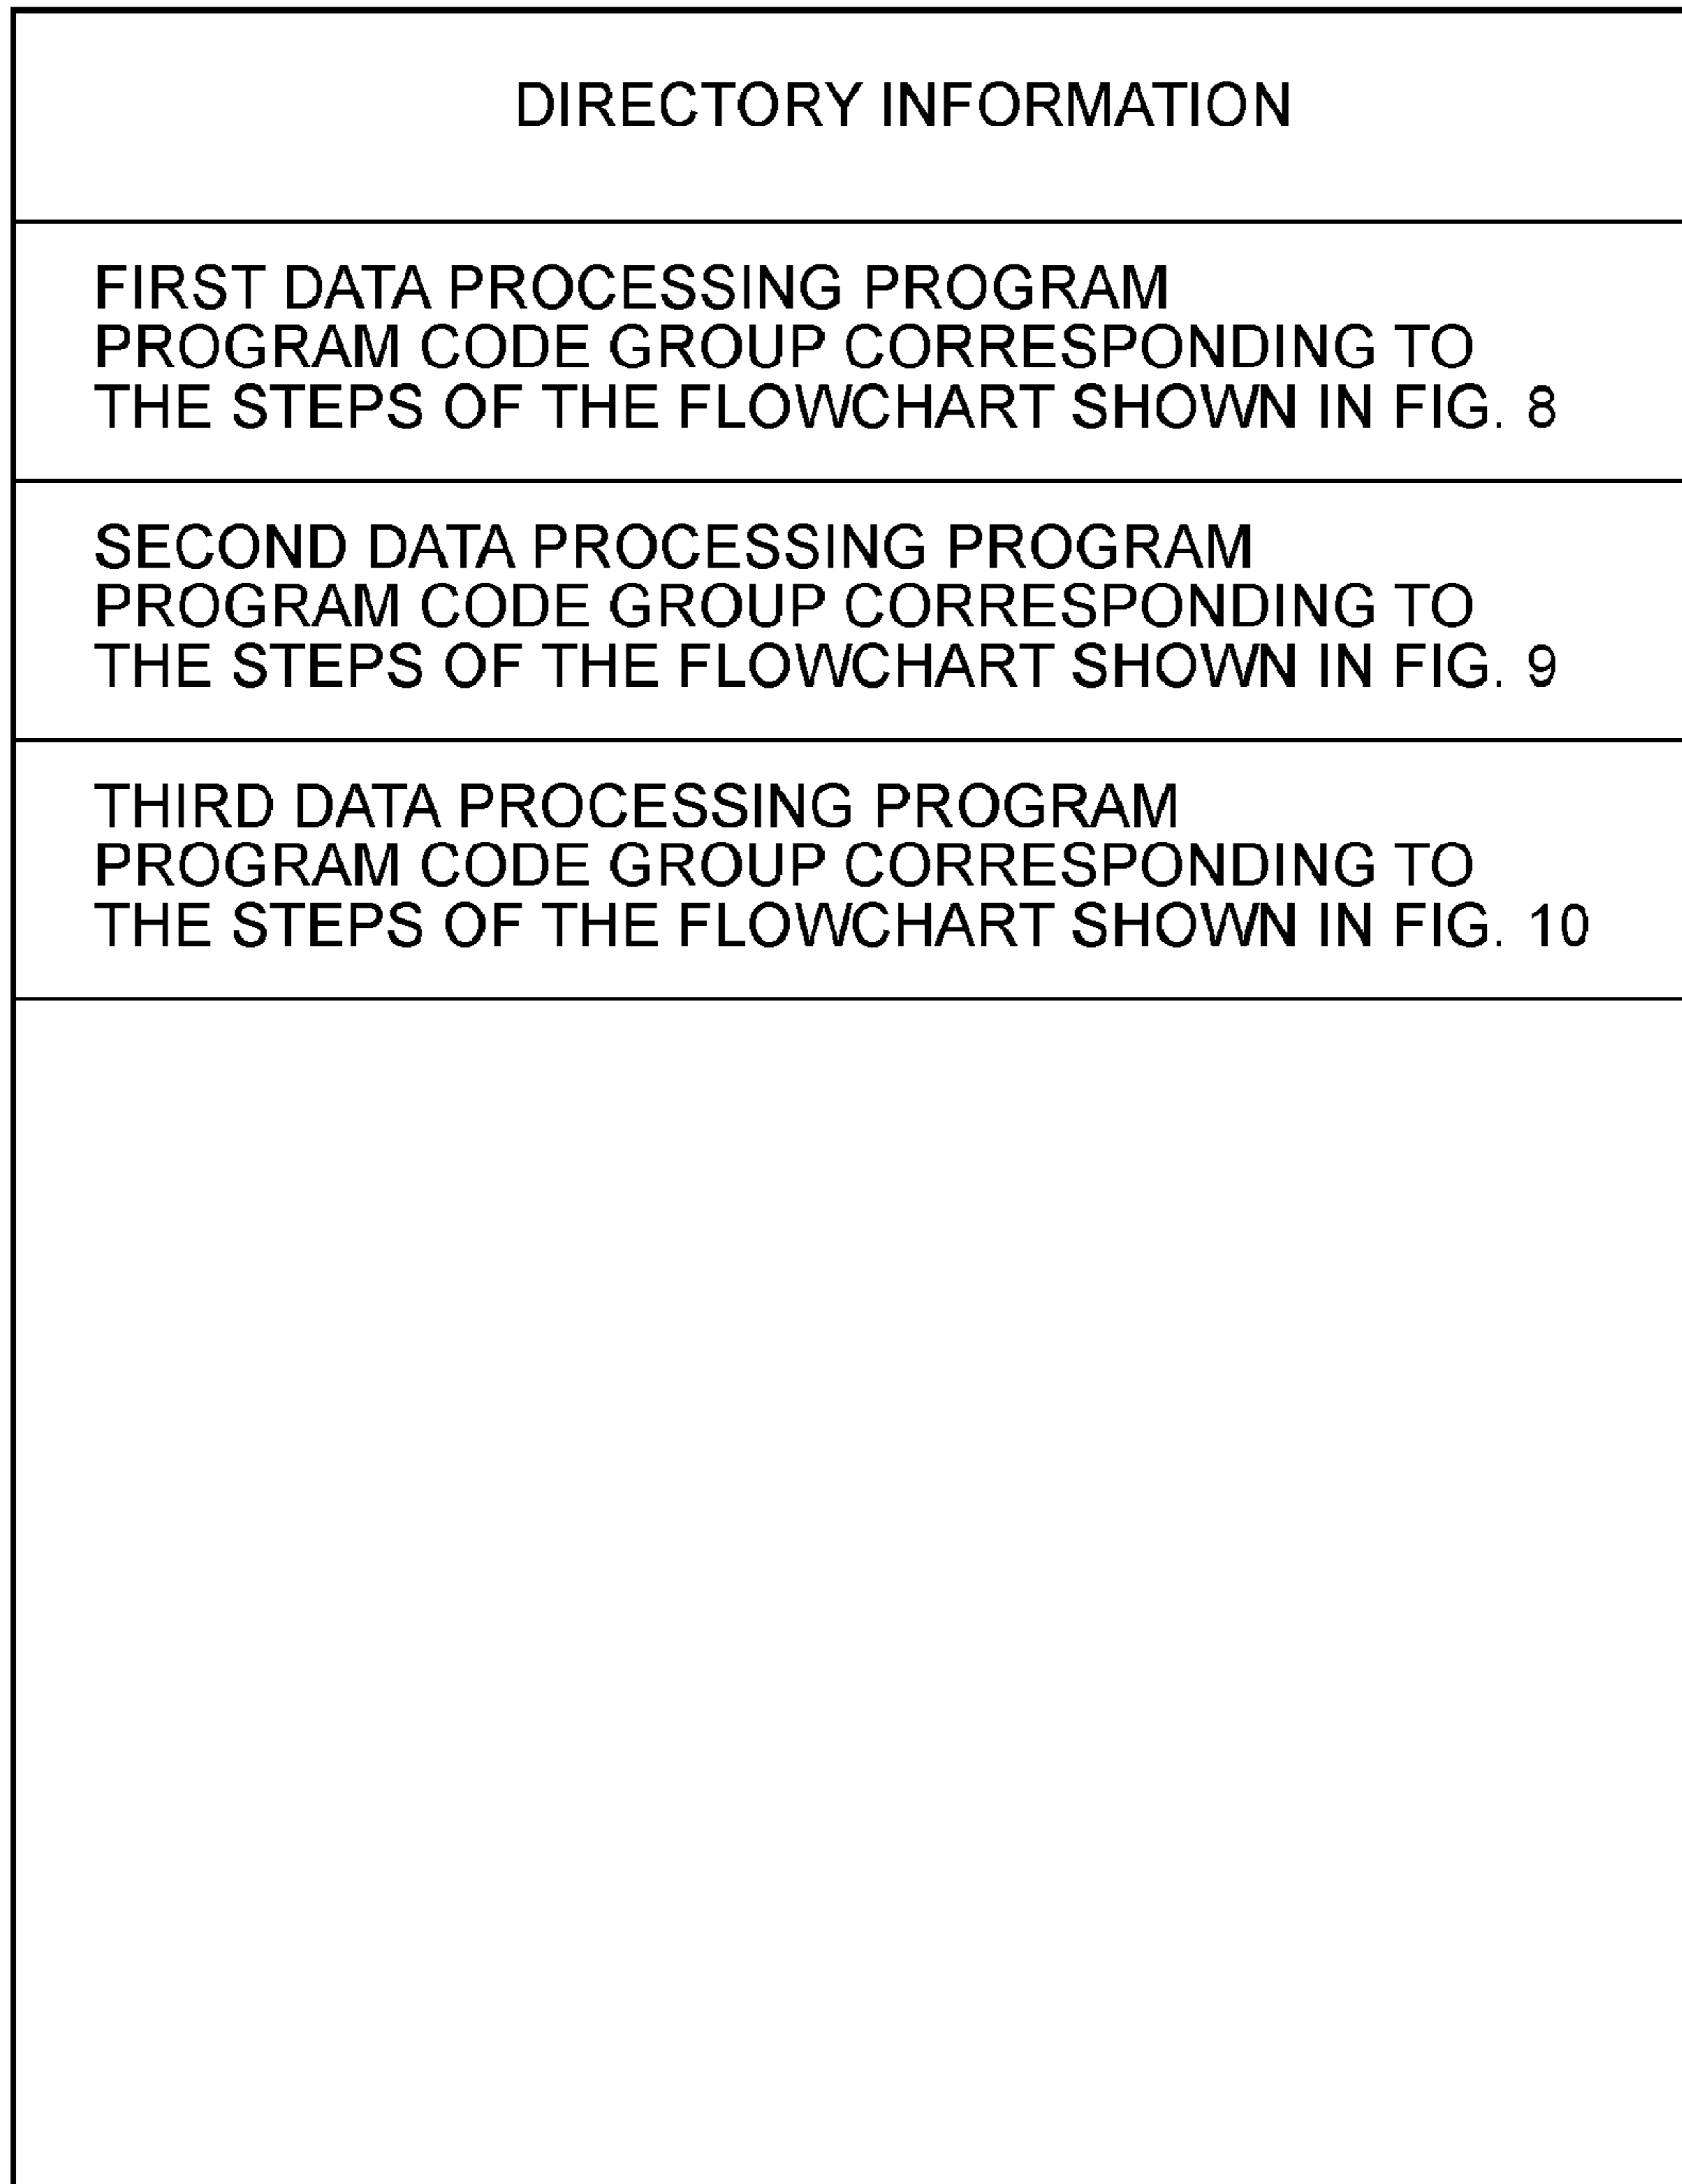 DIRECTORY INFORMATION
FIRST DATA PROCESSING PROGRAM
PROGRAM CODE GROUP CORRESPONDING TO
THE STEPS OF THE FLOWCHART SHOWN IN FIG. 8
SECOND DATA PROCESSING PROGRAM
PROGRAM CODE GROUP CORRESPONDING TO
THE STEPS OF THE FLOWCHART SHOWN IN FIG. 9
THIRD DATA PROCESSING PROGRAM
PROGRAM CODE GROUP CORRESPONDING TO
THE STEPS OF THE FLOWCHART SHOWN IN FIG. 10